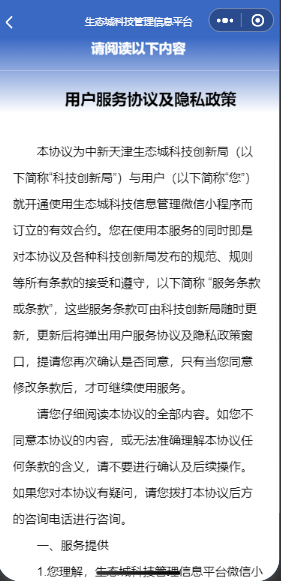 生态城科技管理信息平台
请阅读以下内容
用户服务协议及隐私政策
本协议为中新天津生态城科技创新局（以
下简称“科技创新局”）与用户（以下简称“您”）
就开通使用生态城科技信息管理微信小程序而
订立的有效合约。您在使用本服务的同时即是
对本协议及各种科技创新局发布的规范、规则
等所有条款的接受和遵守，以下简称 “服务条款
或条款”，这些服务条款可由科技创新局随时更
新，更新后将弹出用户服务协议及隐私政策窗
口，提请您再次确认是否同意，只有当您同意
修改条款后，才可继续使用服务。
请您仔细阅读本协议的全部内容。如您不
同意本协议的内容，或无法准确理解本协议任
何条款的含义，请不要进行确认及后续操作。
如果您对本协议有疑问，请您拨打本协议后方
的咨询电话进行咨询。
一、服务提供
1.您理解，生态城科技管理信息平台微信小